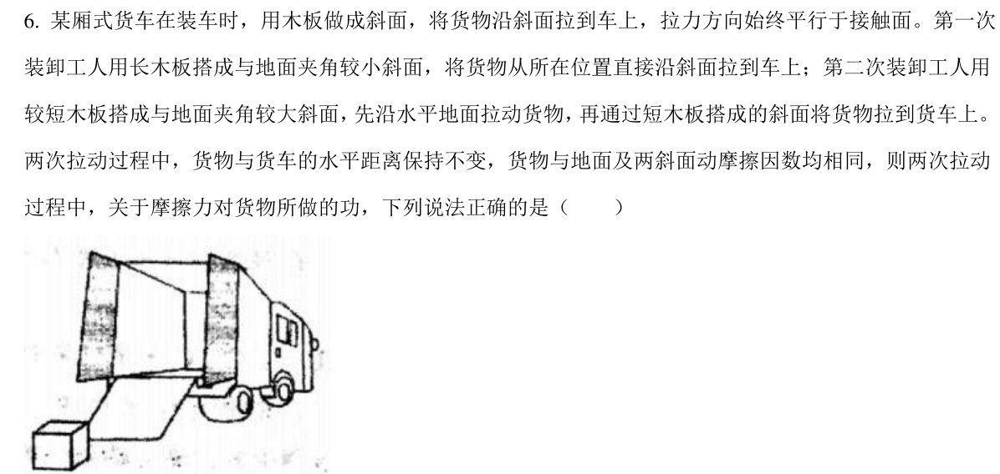 6. 某厢式货车在装车时，用木板做成斜面，将货物沿斜面拉到车上，拉力方向始终平行于接触面。第一次
装卸工人用长木板搭成与地面夹角较小斜面，将货物从所在位置直接沿斜面拉到车上；第二次装卸工人用
较短木板搭成与地面夹角较大斜面，先沿水平地面拉动货物，再通过短木板搭成的斜面将货物拉到货车上。
两次拉动过程中，货物与货车的水平距离保持不变，货物与地面及两斜面动摩擦因数均相同，则两次拉动
过程中，关于摩擦力对货物所做的功，下列说法正确的是（　　）